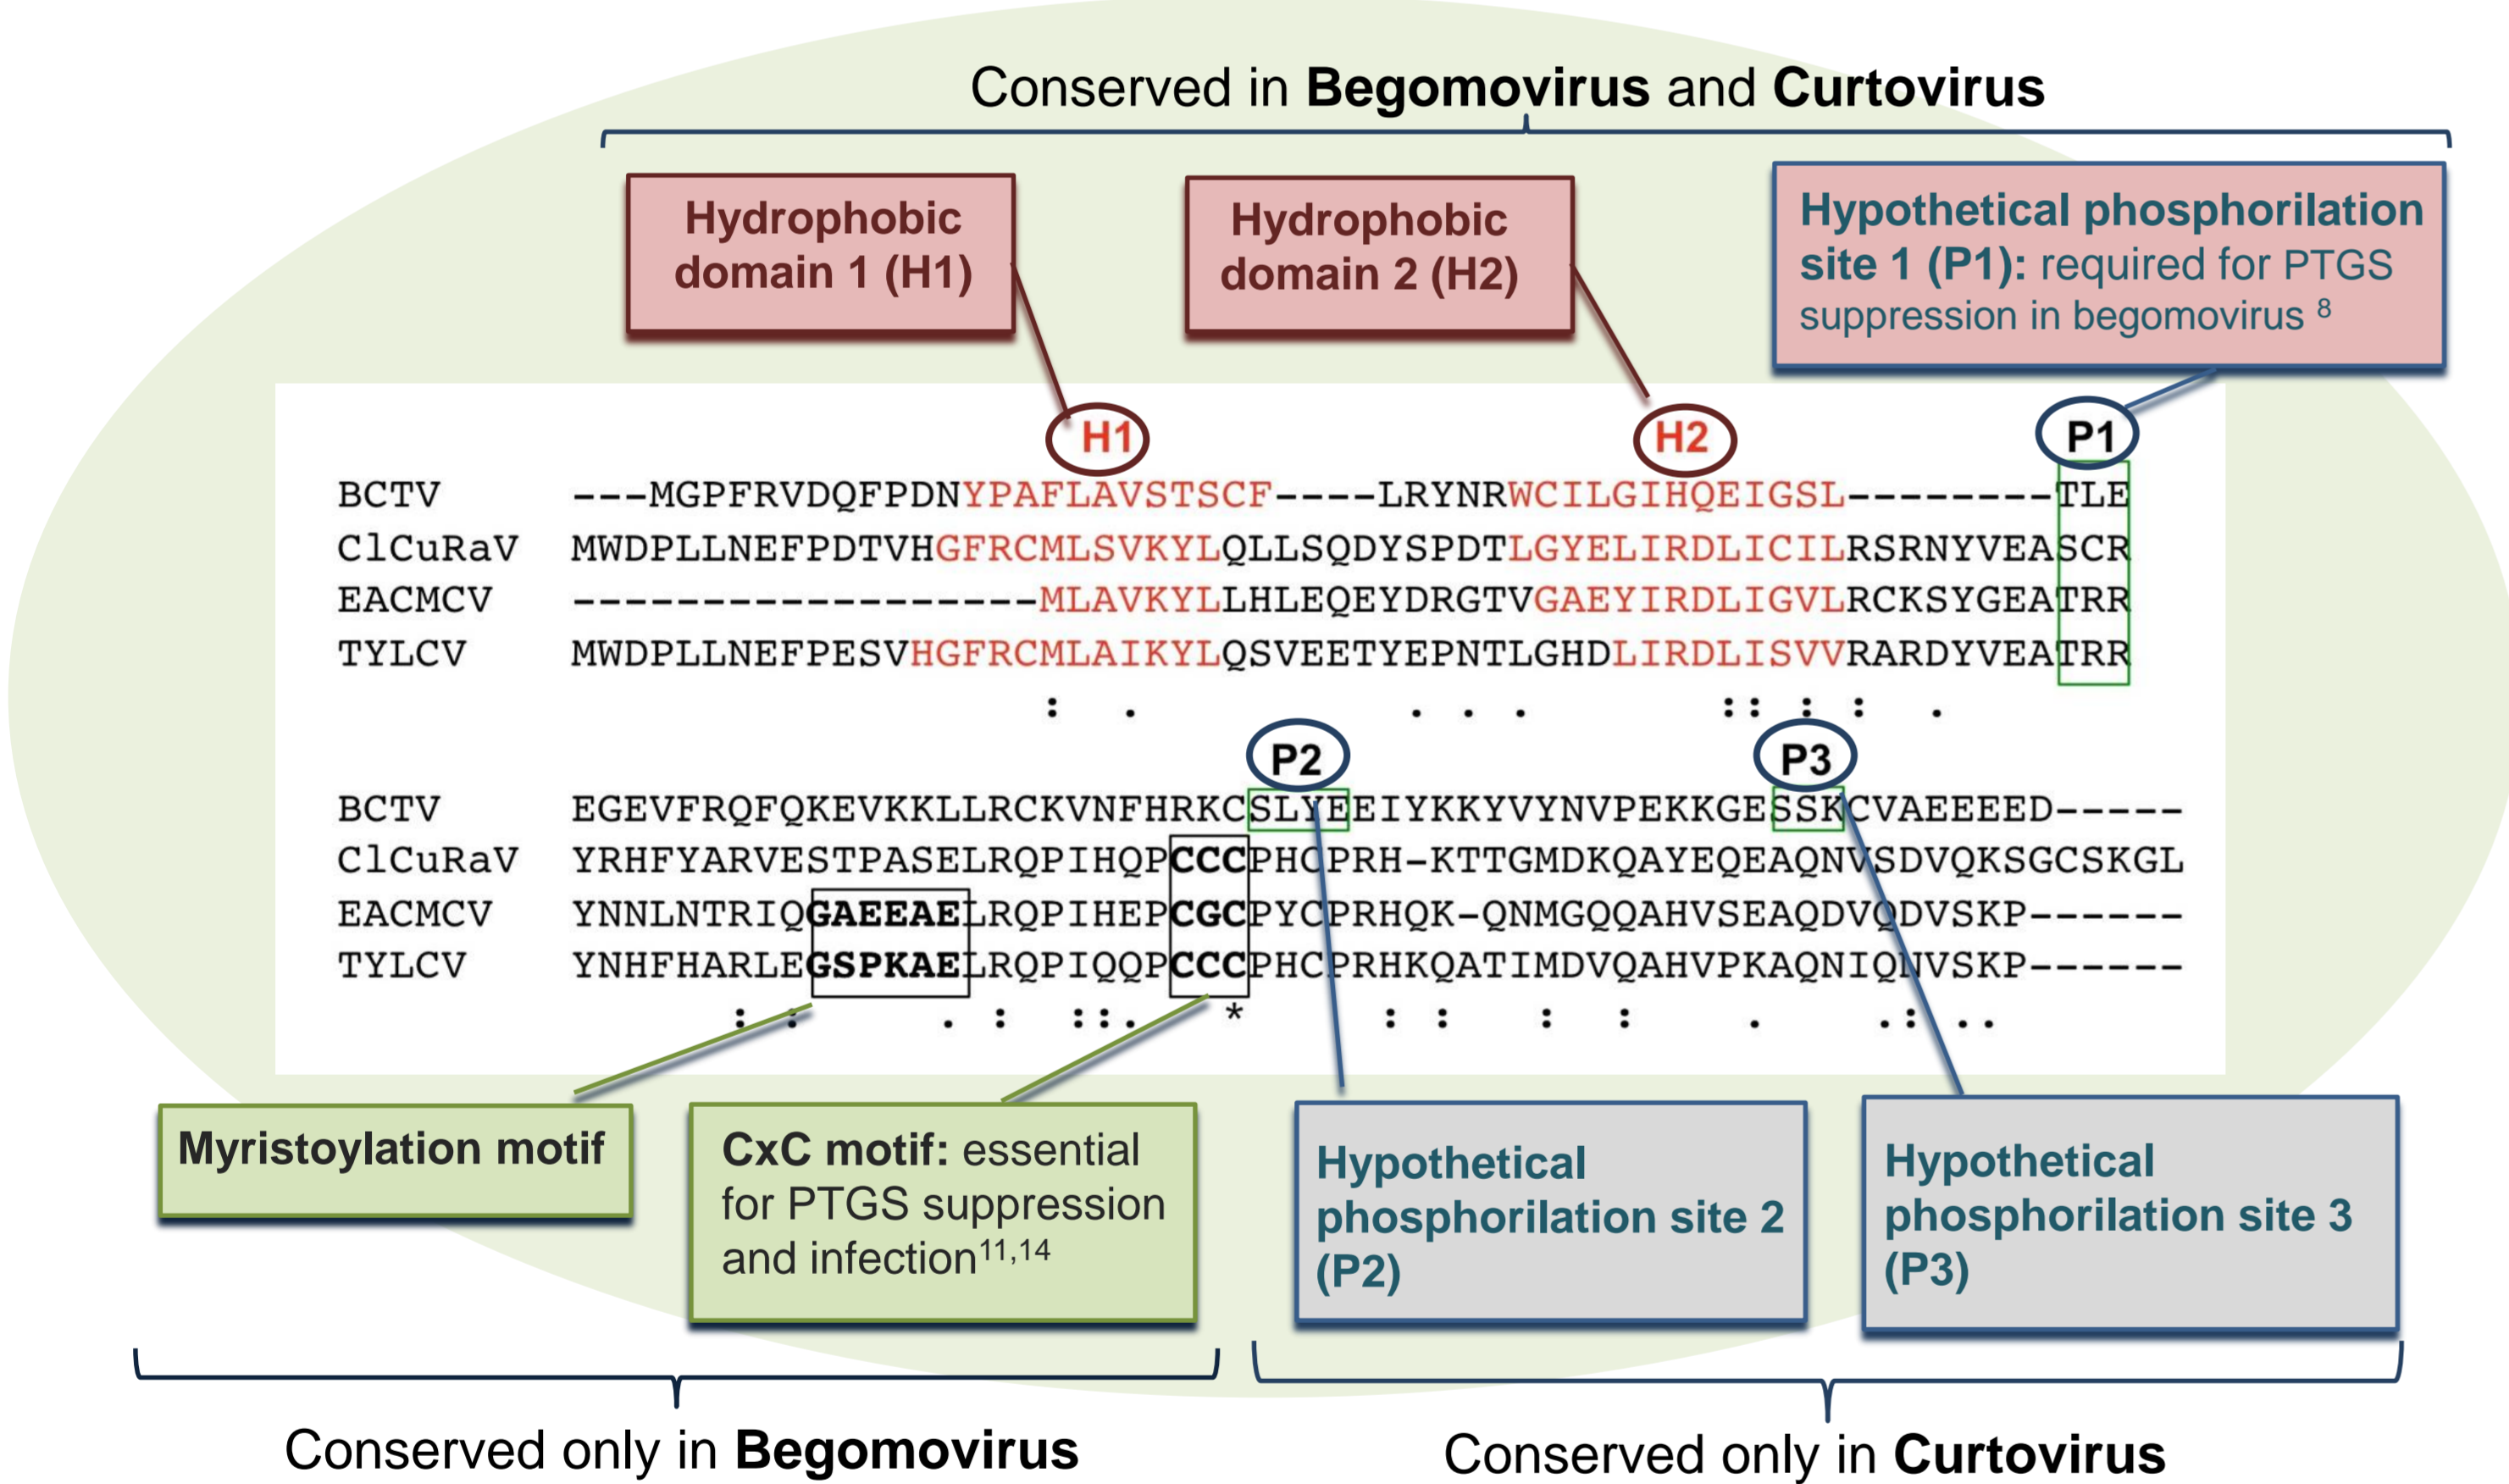 Conserved in Begomovirus and Curtovirus
Hydrophobic
domain 1 (H1)
Hydrophobic
domain 2 (H2)
Hypothetical phosphorilation
site 1 (P1): required for PTGS
suppression in begomovirus 8
H1
H2
P1
BCTV ---MGPFRVDQFPDNYPAFLAVSTSCF----LRYNRWCILGIHQEIGSL--------TLE
ClCuRaV MWDPLLNEFPDTVHGFRCMLSVKYLQLLSQDYSPDTLGYELIRDLICILRSRNYVEASCR
EACMCV ------------------MLAVKYLLHLEQEYDRGTVGAEYIRDLIGVLRCKSYGEATRR
TYLCV MWDPLLNEFPESVHGFRCMLAIKYLQSVEETYEPNTLGHDLIRDLISVVRARDYVEATRR
: . . . . :: : : .
P2
P3
BCTV EGEVFRQFQKEVKKLLRCKVNFHRKCSLYEEIYKKYVYNVPEKKGESSKCVAEEEED-----
ClCuRaV YRHFYARVESTPASELRQPIHQPCCCPHCPRH-KTTGMDKQAYEQEAQNVSDVQKSGCSKGL
EACMCV YNNLNTRIQGAEEAELRQPIHEPCGCPYCPRHQK-QNMGQQAHVSEAQDVQDVSKP------
TYLCV YNHFHARLEGSPKAELRQPIQQPCCCPHCPRHKQATIMDVQAHVPKAQNIQNVSKP------
: : . : ::. * : : : : . .: ..
Myristoylation motif
CxC motif: essential
for PTGS suppression
and infection11,14
Hypothetical
phosphorilation site 2
(P2)
Hypothetical
phosphorilation site 3
(P3)
Conserved only in Begomovirus
Conserved only in Curtovirus